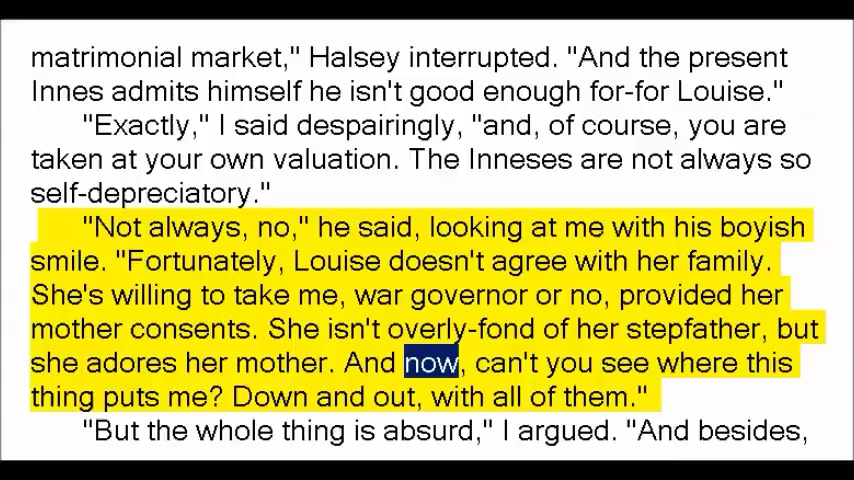 matrimonial market," Halsey interrupted. "And the present
Innes admits himself he isn't good enough for-for Louise."
"Exactly," I said despairingly, "and, of course, you are
taken at your own valuation. The Inneses are not always so
self-depreciatory."
"Not always, no," he said, looking at me with his boyish
smile. "Fortunately, Louise doesn't agree with her family.
She's willing to take me, war governor or no, provided her
mother consents. She isn't overly-fond of her stepfather, but
she adores her mother. And now, can't you see where this
thing puts me? Down and out, with all of them."
"But the whole thing is absurd," I argued. "And besides,